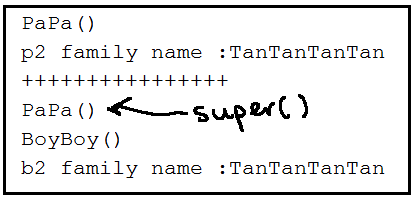 PaPa()
p2 family name :TanTanTanTan
++++++++++++++++
PaPa() super()
BoyBoy()
b2 family name :TanTanTanTan